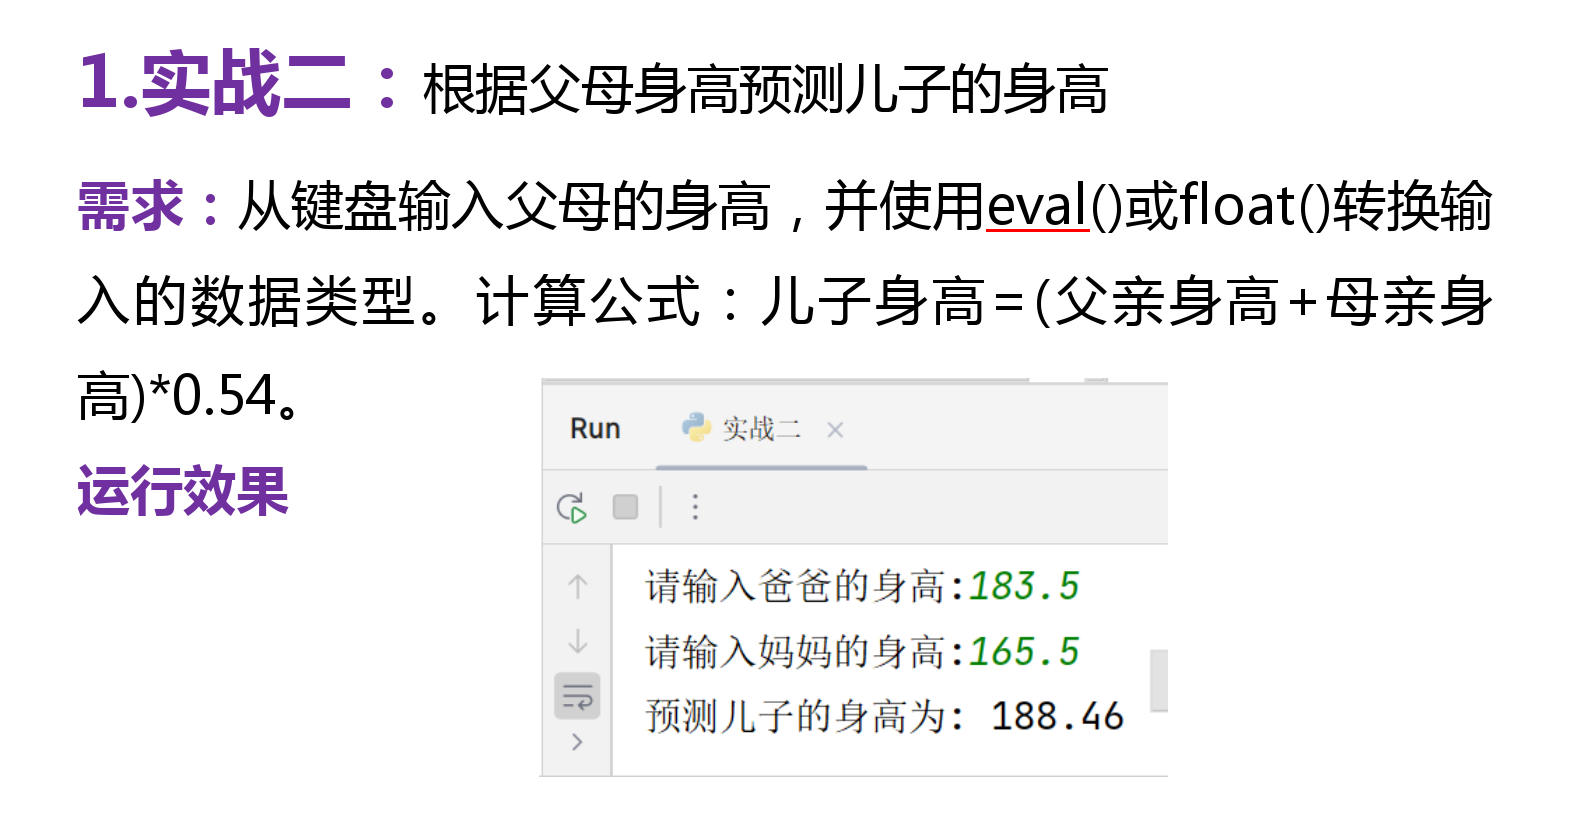 1.实战二：根据父母身高预测儿子的身高
需求：从键盘输入父母的身高，并使用eval()或float()转换输
入的数据类型。计算公式：儿子身高=(父亲身高+母亲身
高)*0.54。
运行效果
Run 实战二 ×
请输入爸爸的身高:183.5
请输入妈妈的身高:165.5
预测儿子的身高为: 188.46